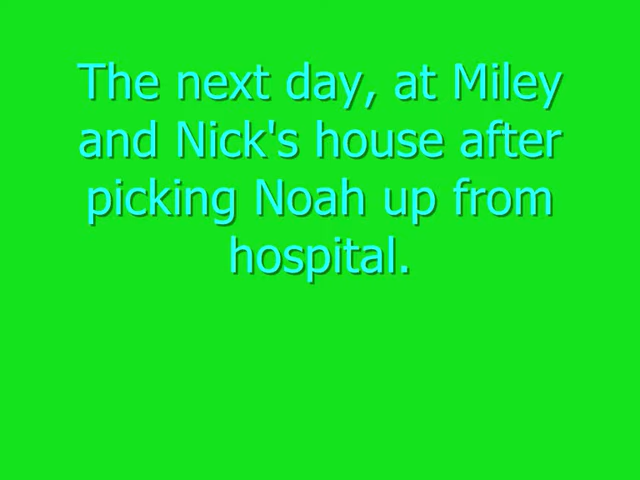 The next day, at Miley
and Nick's house after
picking Noah up from
hospital.